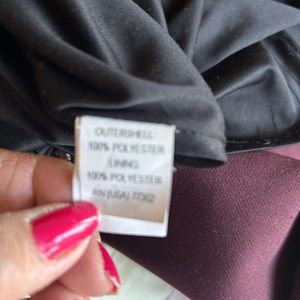 OUTERSHELL:
100% POLYESTER
LINING:
100% POLYESTER
RN (USA) 77302